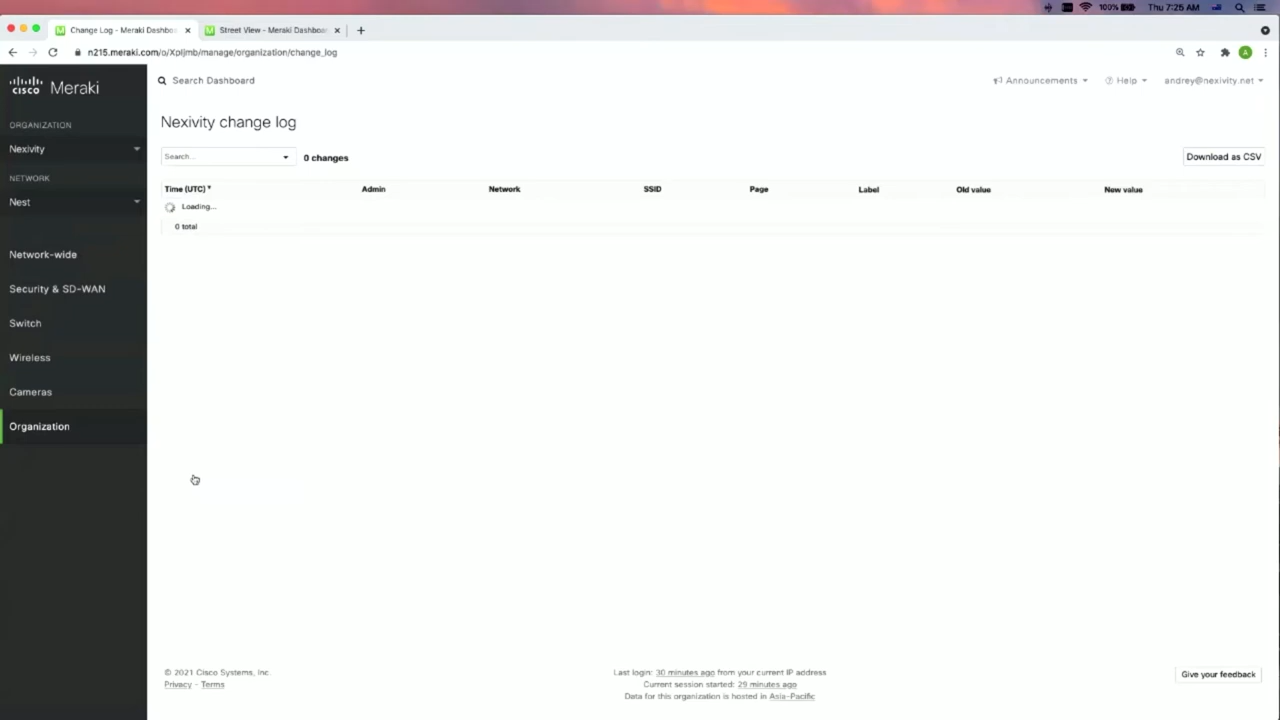 100% Thu 7:25 AM
Change Log - Meraki Dashbo
Street View - Meraki Dashboar
n215.meraki.com/o/Xpljmb/manage/organization/change_log
A
cisco Meraki
Search Dashboard
Announcements
Help
andrey@nexivity.net
ORGANIZATION
Nexivity
NETWORK
Nest
Network-wide
Security & SD-WAN
Switch
Wireless
Cameras
Organization
Nexivity change log
Search...
0 changes
Download as CSV
Time (UTC) Admin Network SSID Page Label Old value New value
Loading...
0 total
© 2021 Cisco Systems, Inc.
Privacy - Terms
Last login: 30 minutes ago from your current IP address
Current session started: 29 minutes ago
Data for this organization is hosted in Asia-Pacific
Give your feedback